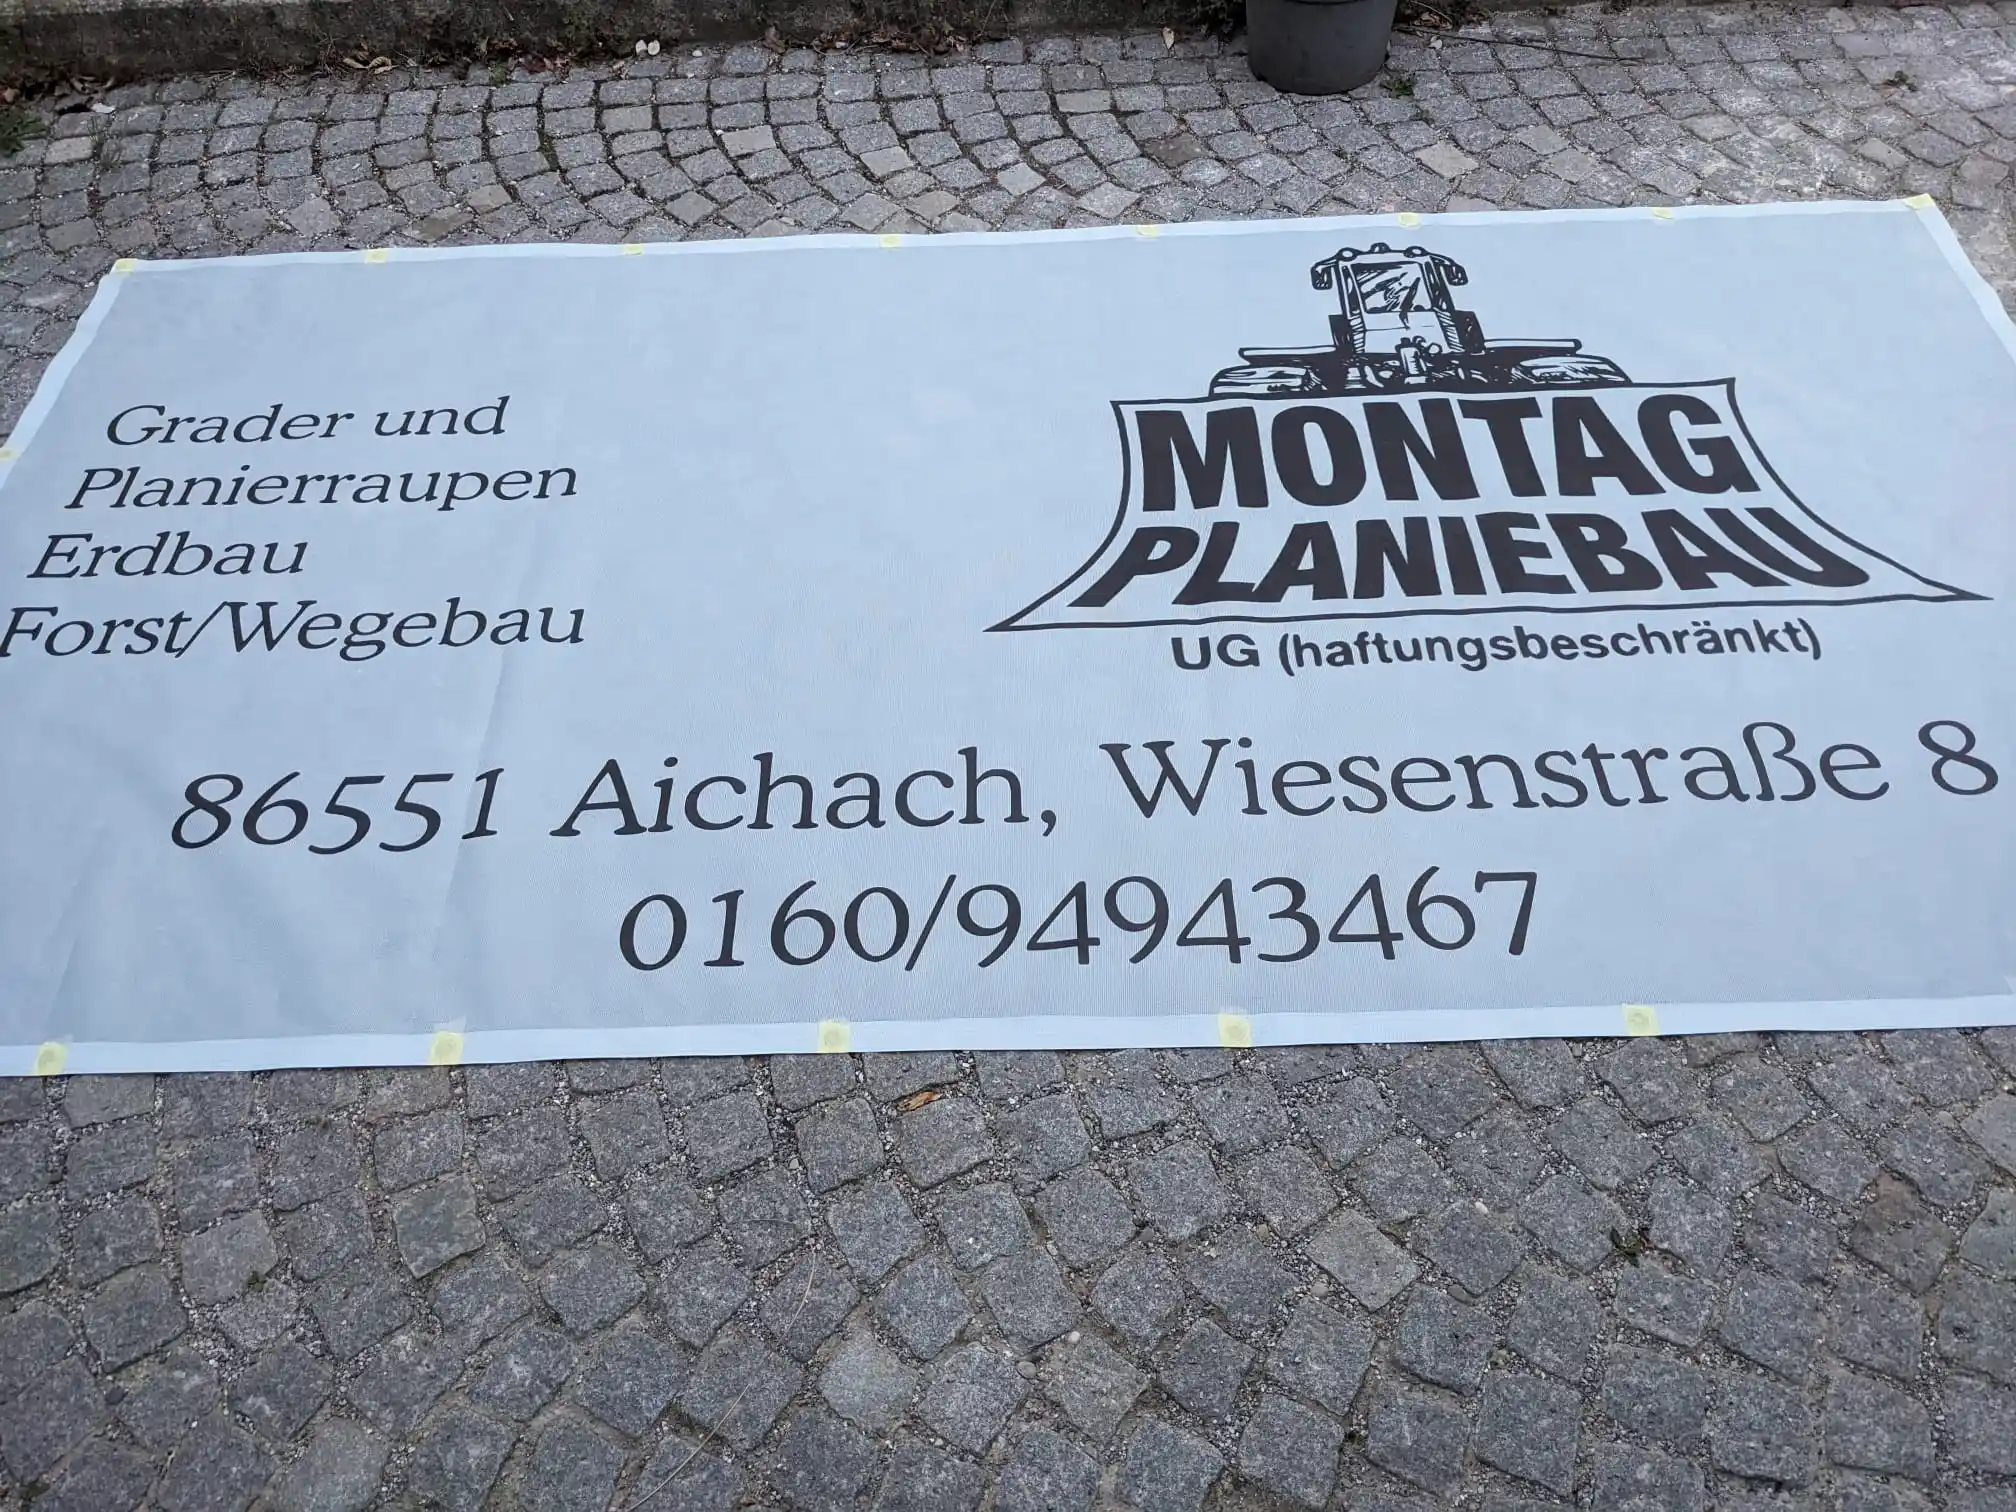 Grader und
Planierraupen
Erdbau
Forst/Wegebau
MONTAG
PLANIEBAU
UG (haftungsbeschränkt)
86551 Aichach, Wiesenstraße 8
0160/94943467